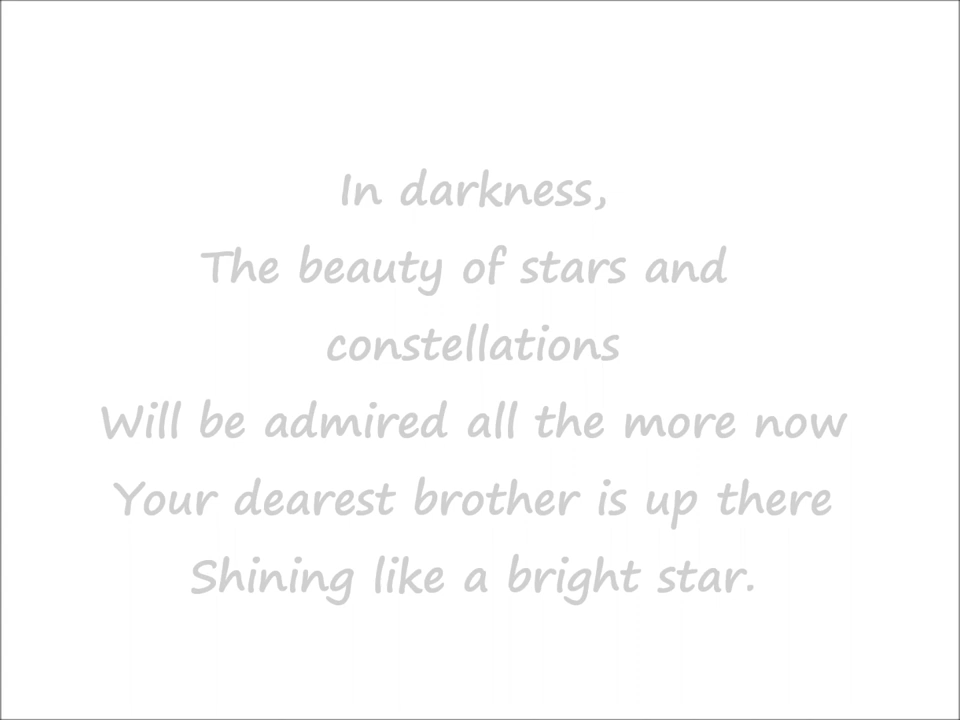 In darkness,
The beauty of stars and
constellations
Will be admired all the more now
Your dearest brother is up there
Shining like a bright star.